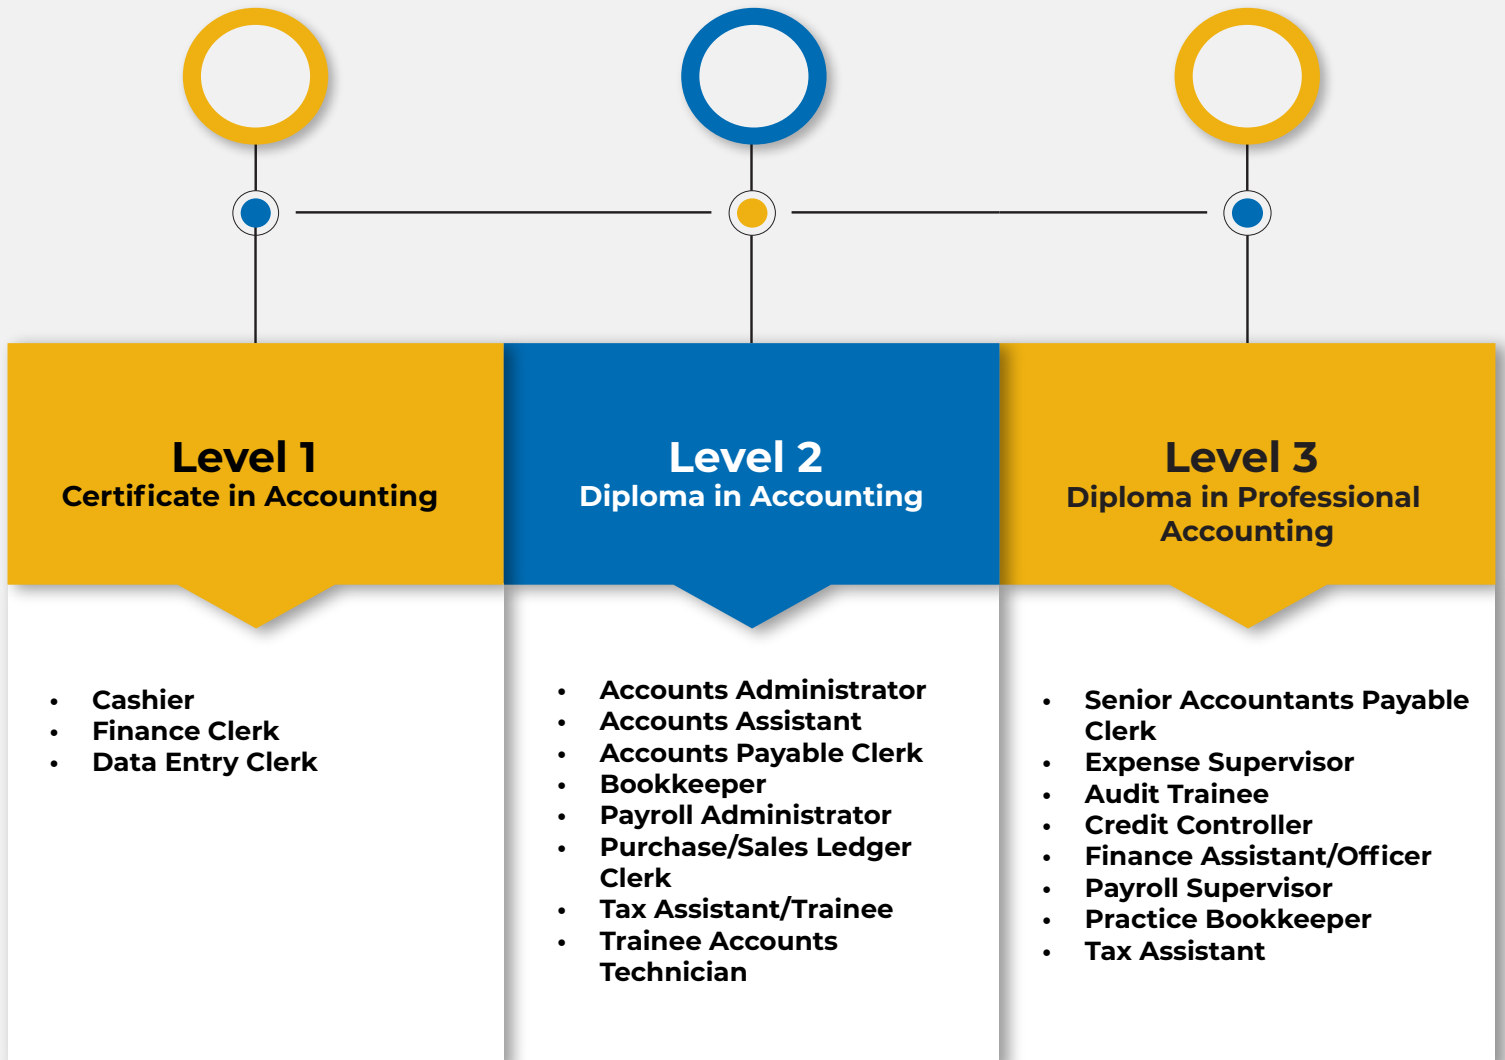 Level 1
Certificate in Accounting
• Cashier
• Finance Clerk
• Data Entry Clerk
Level 2
Diploma in Accounting
• Accounts Administrator
• Accounts Assistant
• Accounts Payable Clerk
• Bookkeeper
• Payroll Administrator
• Purchase/Sales Ledger
Clerk
• Tax Assistant/Trainee
• Trainee Accounts
Technician
Level 3
Diploma in Professional
Accounting
• Senior Accountants Payable
Clerk
• Expense Supervisor
• Audit Trainee
• Credit Controller
• Finance Assistant/Officer
• Payroll Supervisor
• Practice Bookkeeper
• Tax Assistant